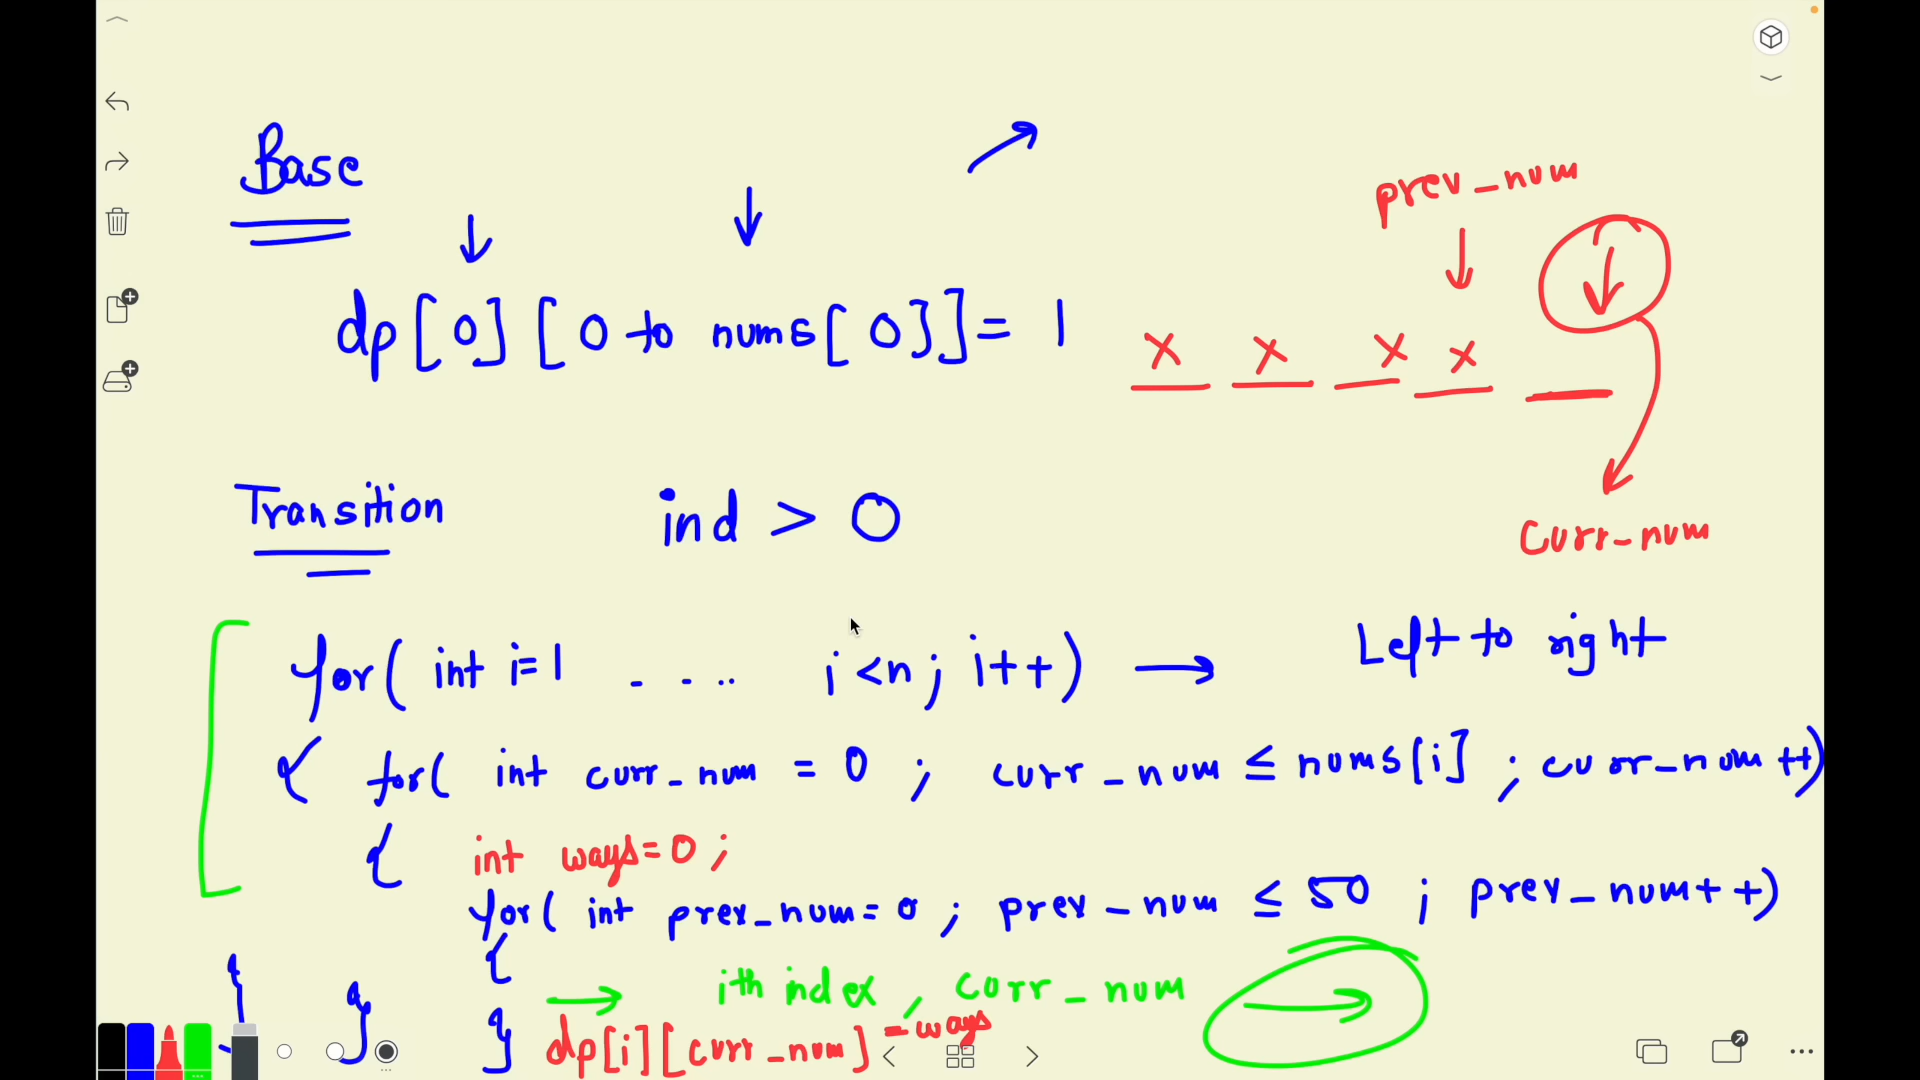 Base
prev_num
dp[0][0 to nums[0]] = 1
x x x x
curr_num
Transition
ind > 0
for( int i=1 - - .. i<n ; i++) → Left to right
{ for( int curr_num = 0 ; curr_num ≤ nums[i] ; curr_num++)
{ int ways=0 ;
for( int prev_num=0 ; prev_num ≤ 50 ; prev_num++)
{
→ ith index , curr_num →
} } } dp[i][curr_num] = ways